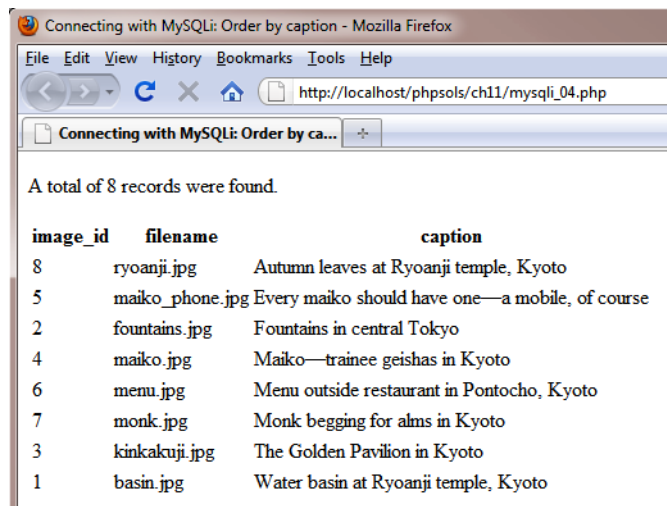 Connecting with MySQLi: Order by caption - Mozilla Firefox
File Edit View History Bookmarks Tools Help
http://localhost/phpsols/ch11/mysqli_04.php
Connecting with MySQLi: Order by ca...
A total of 8 records were found.
image_id filename caption
8 ryoanji.jpg Autumn leaves at Ryoanji temple, Kyoto
5 maiko_phone.jpg Every maiko should have one—a mobile, of course
2 fountains.jpg Fountains in central Tokyo
4 maiko.jpg Maiko—trainee geishas in Kyoto
6 menu.jpg Menu outside restaurant in Pontocho, Kyoto
7 monk.jpg Monk begging for alms in Kyoto
3 kinkakuji.jpg The Golden Pavilion in Kyoto
1 basin.jpg Water basin at Ryoanji temple, Kyoto